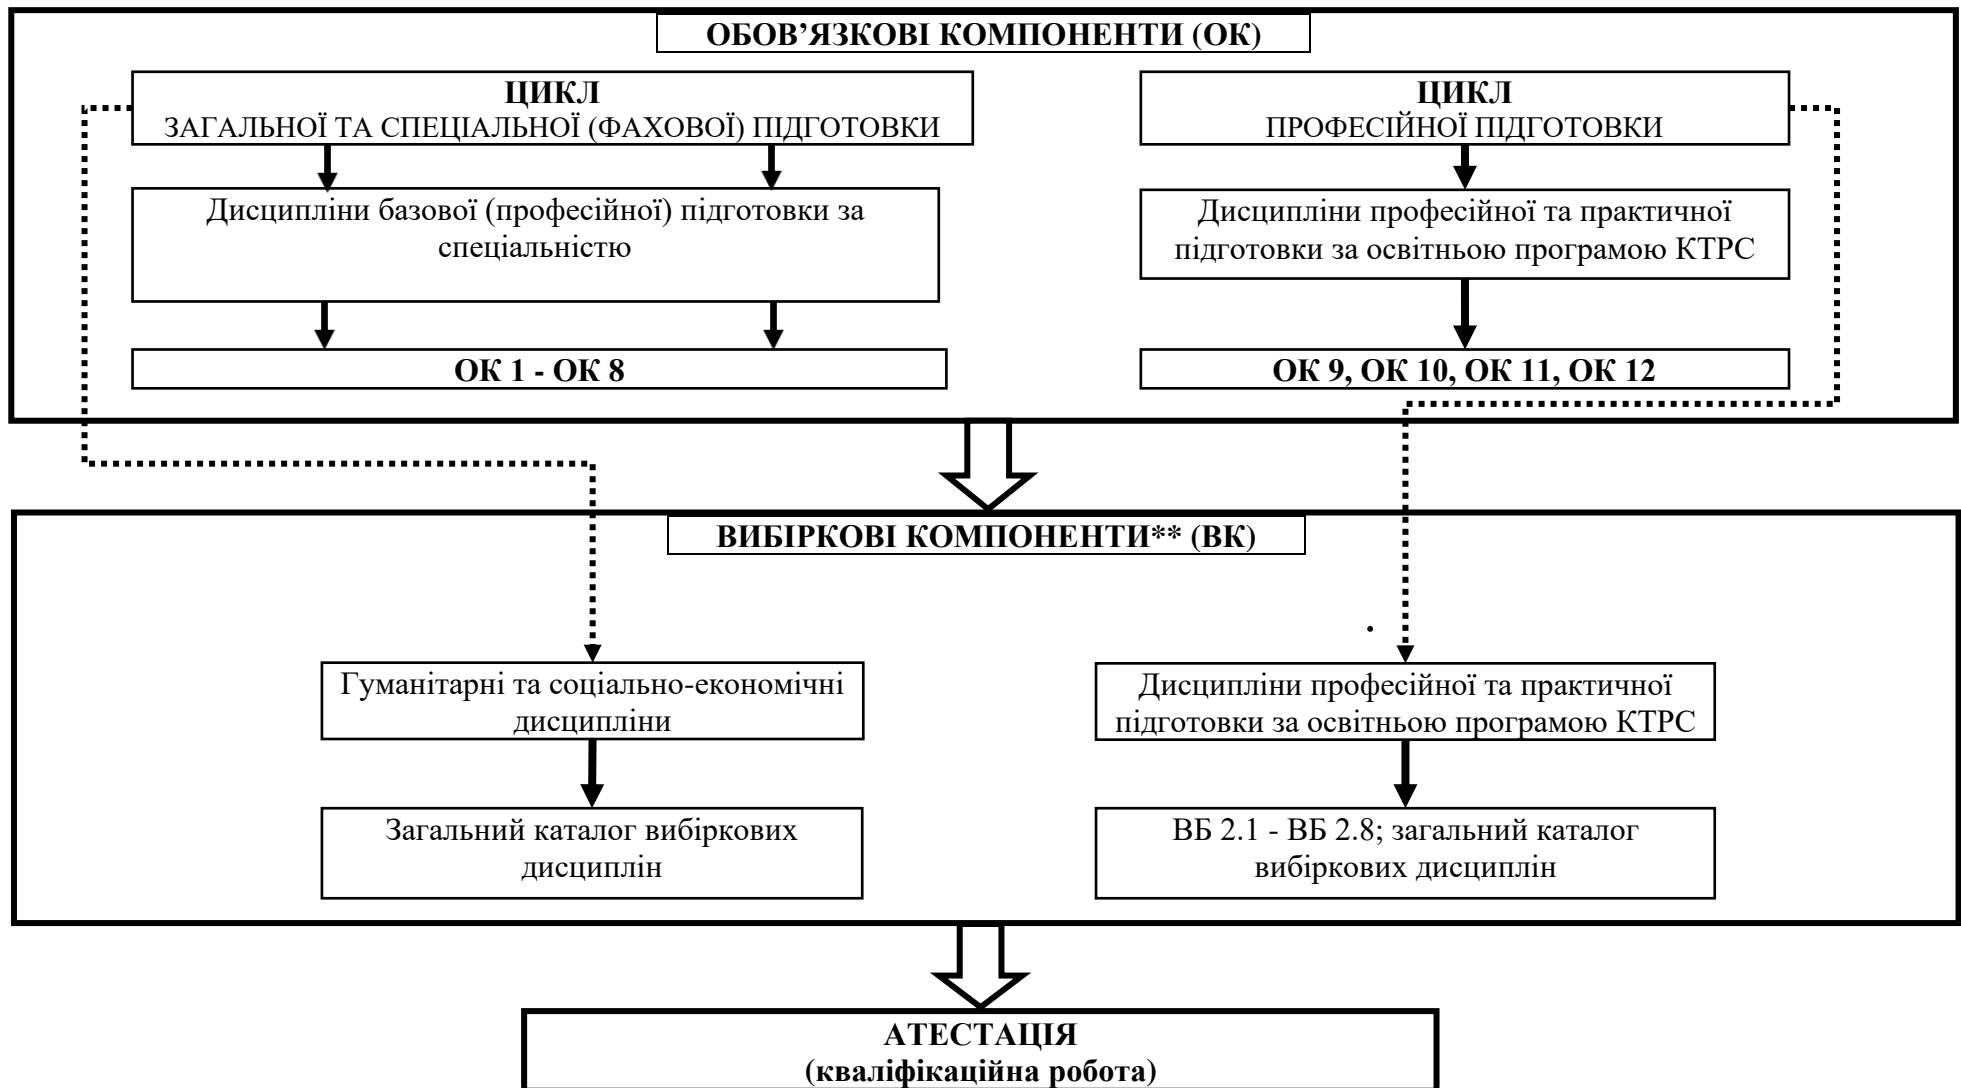 ОБОВ’ЯЗКОВІ КОМПОНЕНТИ (ОК)
ЦИКЛ
ЗАГАЛЬНОЇ ТА СПЕЦІАЛЬНОЇ (ФАХОВОЇ) ПІДГОТОВКИ
Дисципліни базової (професійної) підготовки за
спеціальністю
ОК 1 - ОК 8
ЦИКЛ
ПРОФЕСІЙНОЇ ПІДГОТОВКИ
Дисципліни професійної та практичної
підготовки за освітньою програмою КТРС
ОК 9, ОК 10, ОК 11, ОК 12
ВИБІРКОВІ КОМПОНЕНТИ** (ВК)
Гуманітарні та соціально-економічні
дисципліни
Загальний каталог вибіркових
дисциплін
.
Дисципліни професійної та практичної
підготовки за освітньою програмою КТРС
ВБ 2.1 - ВБ 2.8; загальний каталог
вибіркових дисциплін
АТЕСТАЦІЯ
(кваліфікаційна робота)